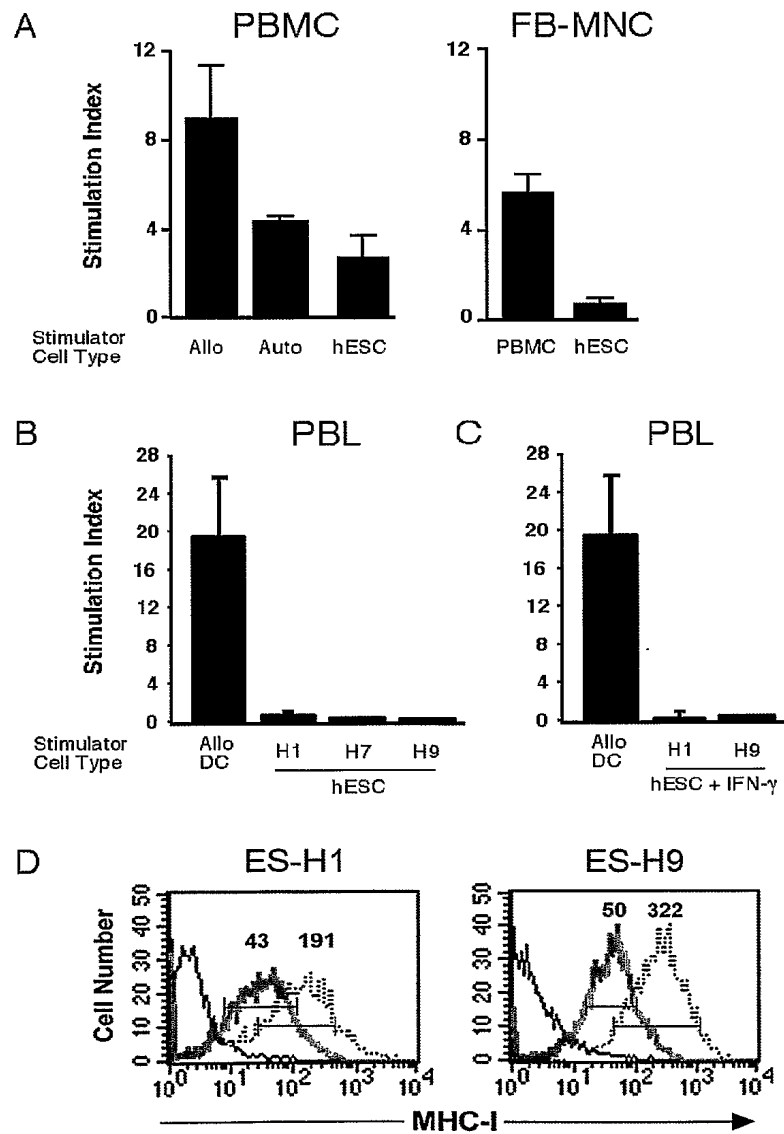 A
PBMC
FB-MNC
Stimulation Index
12
8
4
0
12
8
4
0
Stimulator
Cell Type
Allo
Auto
hESC
PBMC
hESC
B
PBL
C
PBL
Stimulation Index
28
24
20
16
12
8
4
0
28
24
20
16
12
8
4
0
Stimulator
Cell Type
Allo
DC
H1
H7
H9
hESC
Allo
DC
H1
H9
hESC + IFN-γ
D
ES-H1
ES-H9
Cell Number
50
40
30
20
10
0
43
191
10⁰
10¹
10²
10³
10⁴
50
40
30
20
10
0
50
322
10⁰
10¹
10²
10³
10⁴
MHC-I